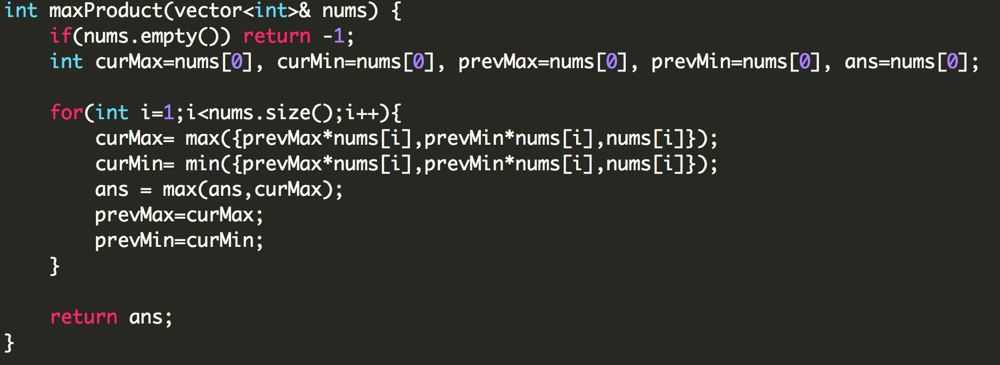 int maxProduct(vector<int>& nums) {
    if(nums.empty()) return -1;
    int curMax=nums[0], curMin=nums[0], prevMax=nums[0], prevMin=nums[0], ans=nums[0];
    for(int i=1;i<nums.size();i++){
        curMax= max({prevMax*nums[i],prevMin*nums[i],nums[i]});
        curMin= min({prevMax*nums[i],prevMin*nums[i],nums[i]});
        ans = max(ans,curMax);
        prevMax=curMax;
        prevMin=curMin;
    }
    return ans;
}